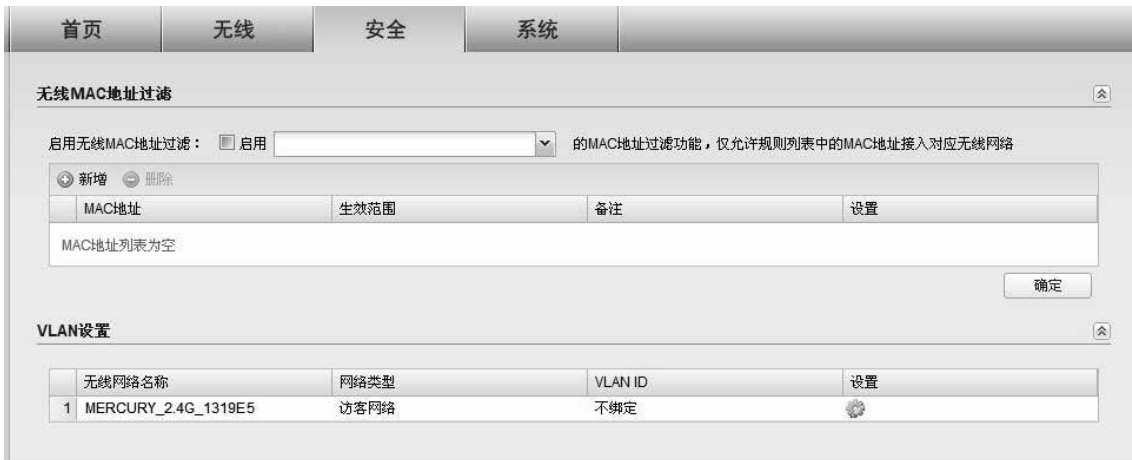 首页 无线 安全 系统
无线MAC地址过滤
启用无线MAC地址过滤： 启用 的MAC地址过滤功能，仅允许规则列表中的MAC地址接入对应无线网络
新增 删除
MAC地址 生效范围 备注 设置
MAC地址列表为空
确定
VLAN设置
无线网络名称 网络类型 VLAN ID 设置
1 MERCURY_2.4G_1319E5 访客网络 不绑定